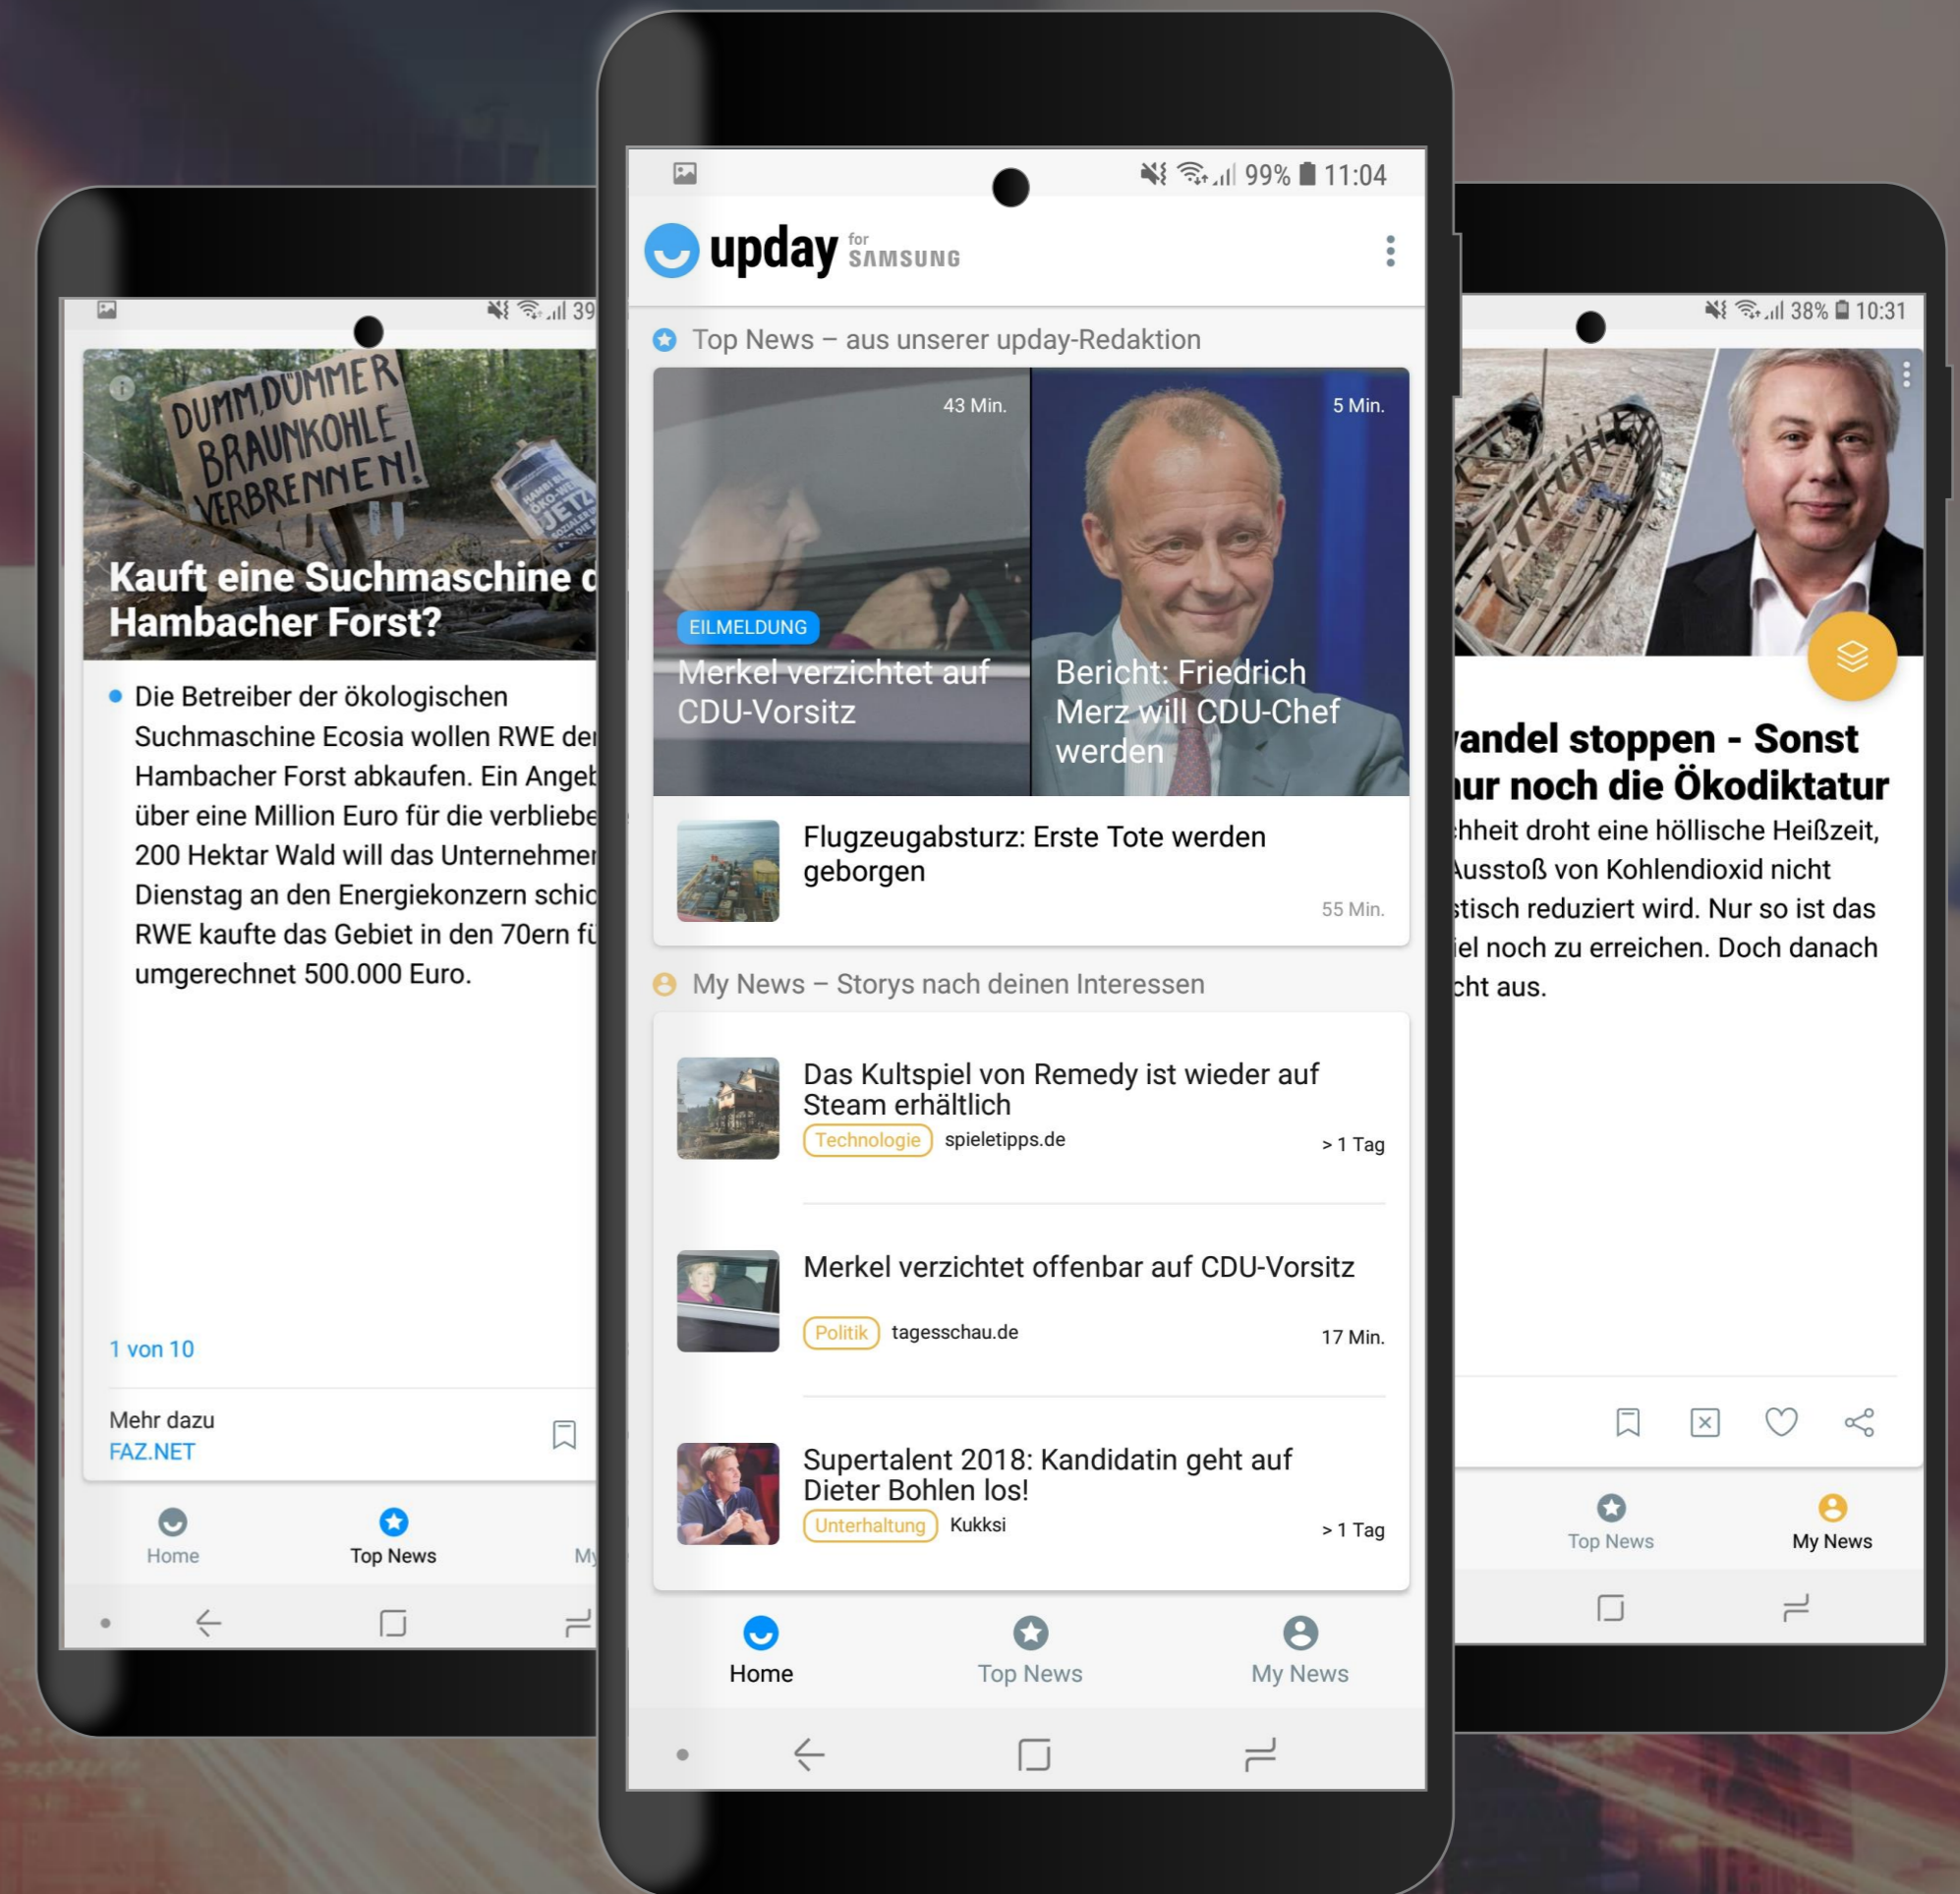 39
DUMM, DÜMMER
BRAUNKOHLE
VERBRENNEN!
HAMBI
ÖKO-WE
JETZ
Kauft eine Suchmaschine d
Hambacher Forst?
Die Betreiber der ökologischen
Suchmaschine Ecosia wollen RWE den
Hambacher Forst abkaufen. Ein Angeb
über eine Million Euro für die verbliebe
200 Hektar Wald will das Unternehmen
Dienstag an den Energiekonzern schic
RWE kaufte das Gebiet in den 70ern fü
umgerechnet 500.000 Euro.
1 von 10
Mehr dazu
FAZ.NET
Home
Top News
My
99% 11:04
upday for SAMSUNG
Top News – aus unserer upday-Redaktion
43 Min.
EILMELDUNG
Merkel verzichtet auf
CDU-Vorsitz
5 Min.
Bericht: Friedrich
Merz will CDU-Chef
werden
Flugzeugabsturz: Erste Tote werden
geborgen
55 Min.
My News – Storys nach deinen Interessen
Das Kultspiel von Remedy ist wieder auf
Steam erhältlich
Technologie spieletipps.de > 1 Tag
Merkel verzichtet offenbar auf CDU-Vorsitz
Politik tagesschau.de 17 Min.
Supertalent 2018: Kandidatin geht auf
Dieter Bohlen los!
Unterhaltung Kukksi > 1 Tag
Home
Top News
My News
38% 10:31
andel stoppen - Sonst
ur noch die Ökodiktatur
hheit droht eine höllische Heißzeit,
Ausstoß von Kohlendioxid nicht
stisch reduziert wird. Nur so ist das
iel noch zu erreichen. Doch danach
cht aus.
Top News
My News